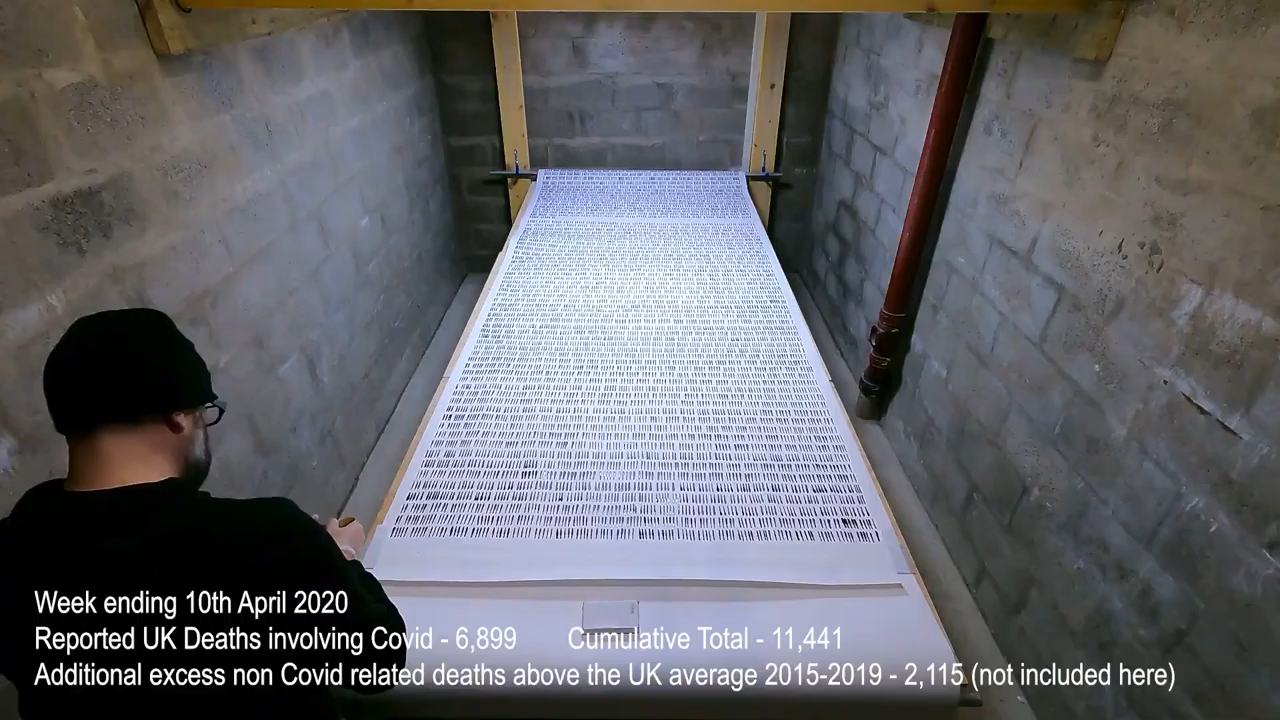 Week ending 10th April 2020
Reported UK Deaths involving Covid - 6,899 Cumulative Total - 11,441
Additional excess non Covid related deaths above the UK average 2015-2019 - 2,115 (not included here)